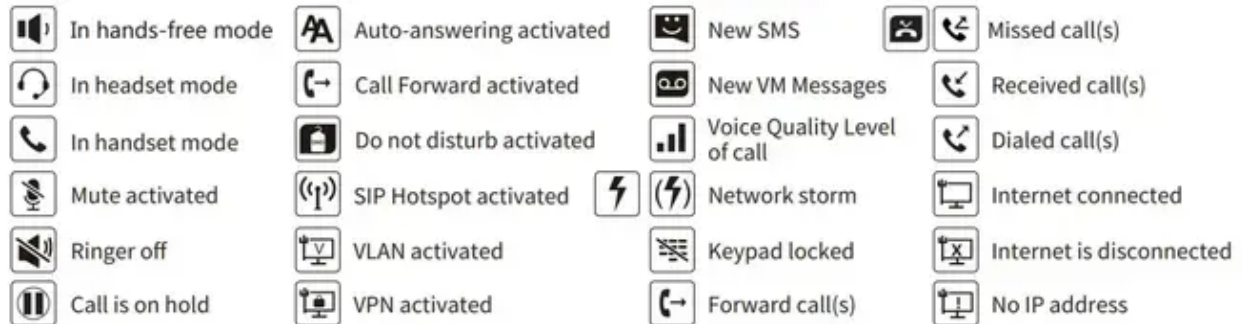 In hands-free mode
In headset mode
In handset mode
Mute activated
Ringer off
Call is on hold
AA Auto-answering activated
Call Forward activated
Do not disturb activated
SIP Hotspot activated
V VLAN activated
VPN activated
New SMS
New VM Messages
Voice Quality Level
of call
Network storm
Keypad locked
Forward call(s)
Missed call(s)
Received call(s)
Dialed call(s)
Internet connected
X Internet is disconnected
! No IP address